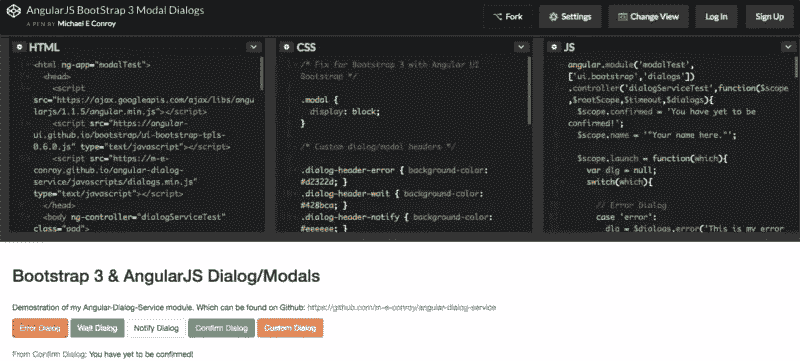 AngularJS BootStrap 3 Modal Dialogs
A PEN BY Michael E Conroy
Fork
Settings
Change View
Log In
Sign Up
HTML
<html ng-app="modalTest">
<head>
<script
src="https://ajax.googleapis.com/ajax/libs/angu
larjs/1.1.5/angular.min.js"></script>
<script src="https://angular-
ui.github.io/bootstrap/ui-bootstrap-tpls-
0.6.0.js" type="text/javascript"></script>
<script src="https://m-e-
conroy.github.io/angular-dialog-
service/javascripts/dialogs.min.js"
type="text/javascript"></script>
</head>
<body ng-controller="dialogServiceTest"
class="pad">
CSS
/* Fix for Bootstrap 3 with Angular UI
Bootstrap */
.modal {
display: block;
}
/* Custom dialog/modal headers */
.dialog-header-error { background-color:
#d2322d; }
.dialog-header-wait { background-color:
#428bca; }
.dialog-header-notify { background-color:
#eeeeee; }
JS
angular.module('modalTest',
['ui.bootstrap','dialogs'])
.controller('dialogServiceTest',function($scope
,$rootScope,$timeout,$dialogs){
$scope.confirmed = 'You have yet to be
confirmed!';
$scope.name = '"Your name here."';
$scope.launch = function(which){
var dlg = null;
switch(which){
// Error Dialog
case 'error':
dlg = $dialogs.error('This is my error
Bootstrap 3 & AngularJS Dialog/Modals
Demostration of my Angular-Dialog-Service module. Which can be found on Github: https://github.com/m-e-conroy/angular-dialog-service
Error Dialog
Wait Dialog
Notify Dialog
Confirm Dialog
Custom Dialog
From Confirm Dialog: You have yet to be confirmed!